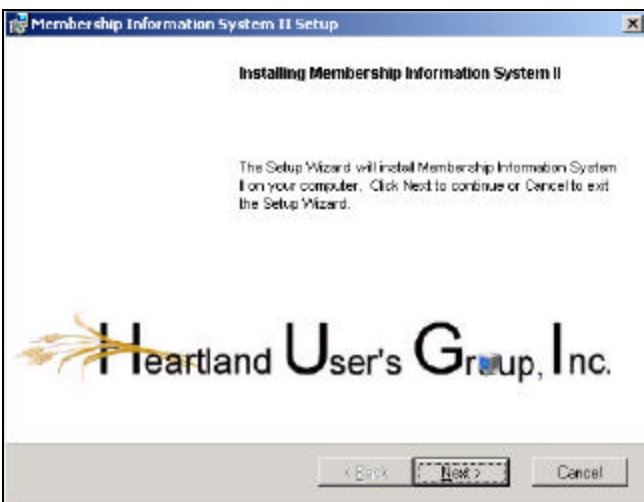 Membership Information System II Setup
Installing Membership Information System II
The Setup Wizard will install Membership Information System
II on your computer. Click Next to continue or Cancel to exit
the Setup Wizard.
Heartland User's Group, Inc.
< Back Next > Cancel